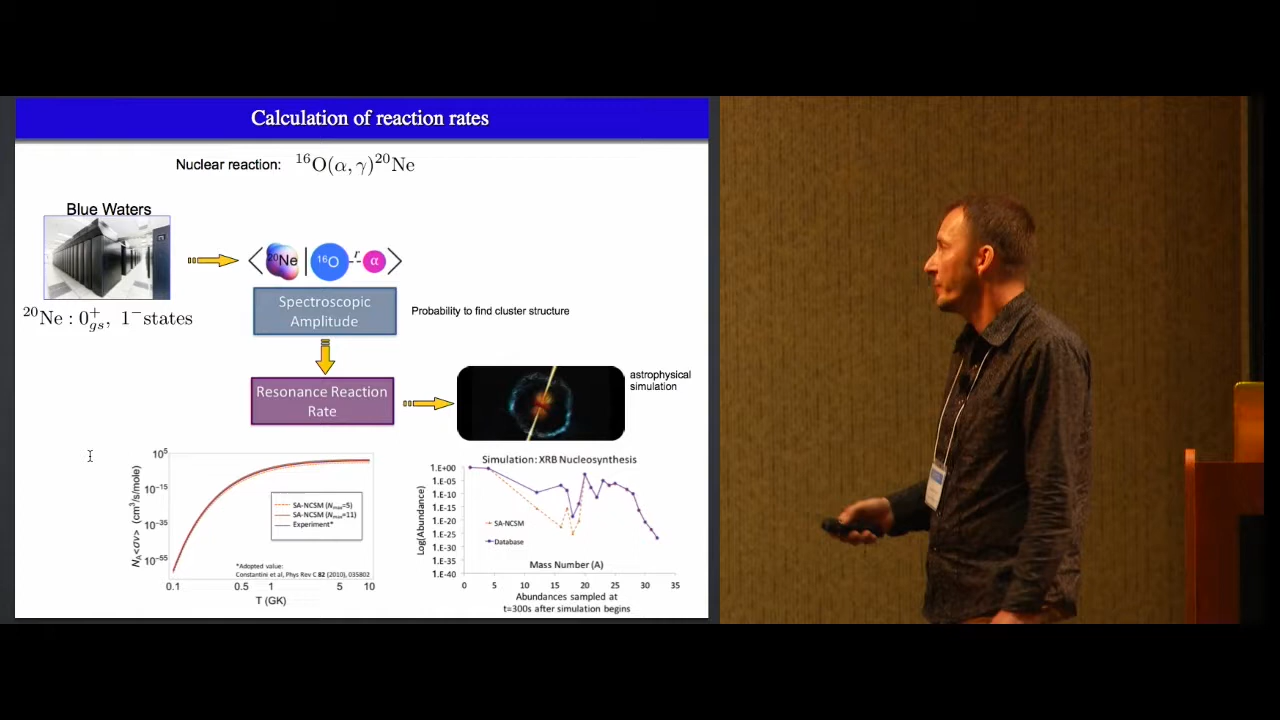 Calculation of reaction rates
Nuclear reaction: ¹⁶O(α, γ)²⁰Ne
Blue Waters
²⁰Ne ¹⁶O r α
²⁰Ne : 0⁺gs, 1⁻states
Spectroscopic
Amplitude
Probability to find cluster structure
Resonance Reaction
Rate
astrophysical
simulation
10⁵
10⁻¹⁵
10⁻³⁵
10⁻⁵⁵
N_A<σv> (cm³/s/mole)
SA-NCSM (Nmax=5)
SA-NCSM (Nmax=11)
Experiment*
*Adopted value:
Constantini et al, Phys Rev C 82 (2010), 035802
0.1 0.5 1 5 10
T (GK)
Simulation: XRB Nucleosynthesis
1.E+00
1.E-05
1.E-10
1.E-15
1.E-20
1.E-25
1.E-30
1.E-35
1.E-40
Log(Abundance)
SA-NCSM
Database
Mass Number (A)
0 5 10 15 20 25 30 35
Abundances sampled at
t=300s after simulation begins